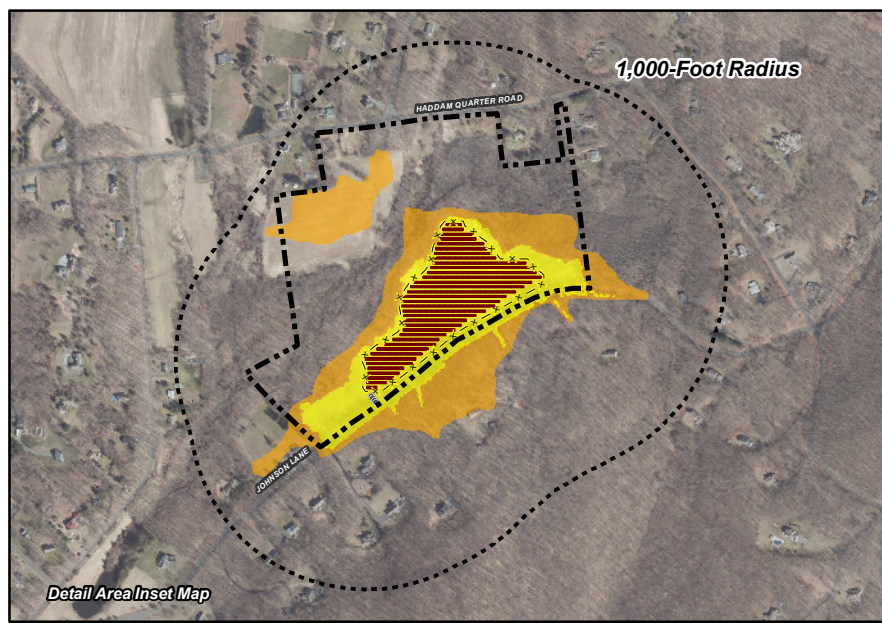 1,000-Foot Radius
HADDAM QUARTER ROAD
JOHNSON LANE
Detail Area Inset Map